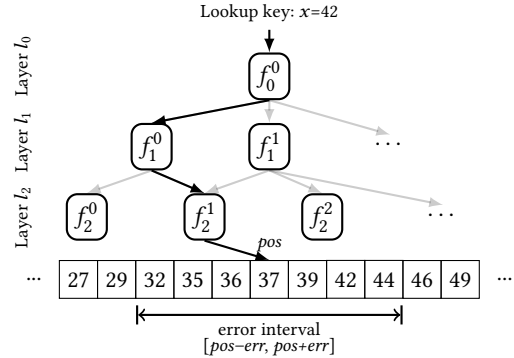 Lookup key: x=42
Layer l₀
f₀⁰
Layer l₁
f₁⁰ f₁¹ ...
Layer l₂
f₂⁰ f₂¹ f₂² ...
pos
... 27 29 32 35 36 37 39 42 44 46 49 ...
error interval
[pos−err, pos+err]